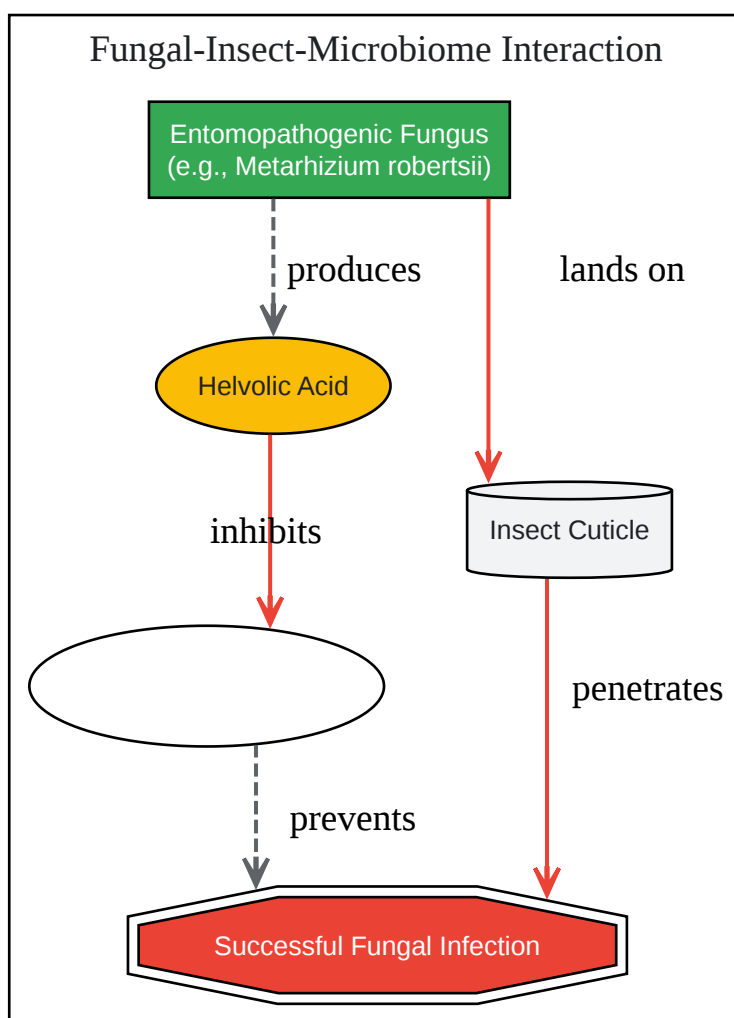 Fungal-Insect-Microbiome Interaction
Entomopathogenic Fungus
(e.g., Metarhizium robertsii)
produces
lands on
Helvolic Acid
inhibits
Insect Cuticle
penetrates
prevents
Successful Fungal Infection